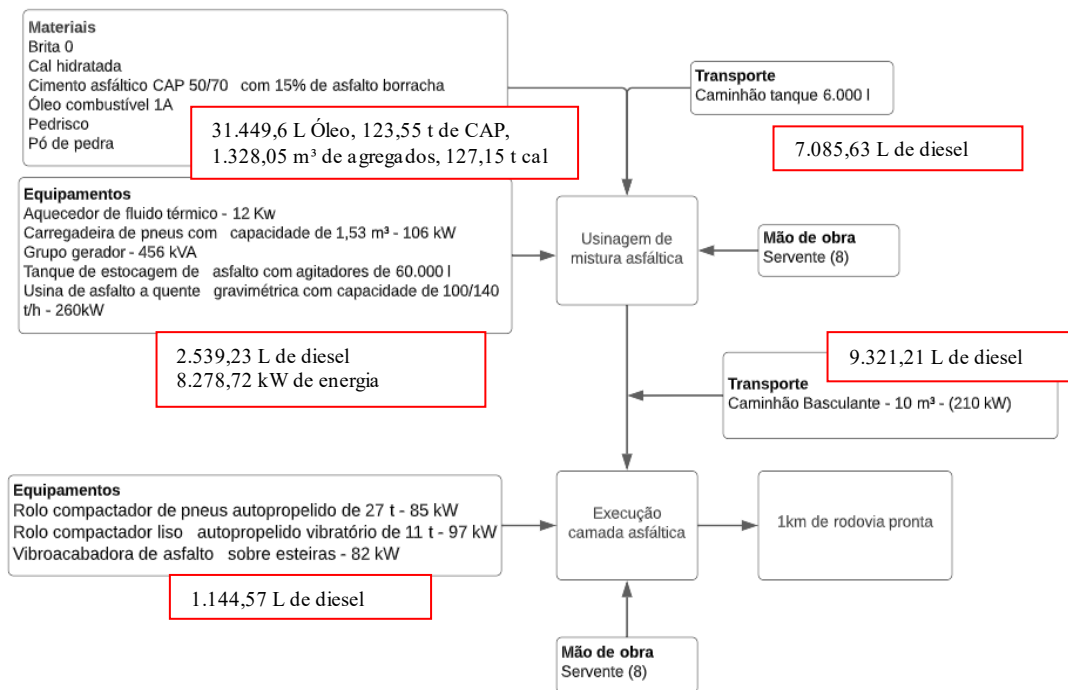 Materiais
Brita 0
Cal hidratada
Cimento asfáltico CAP 50/70 com 15% de asfalto borracha
Óleo combustível 1A
Pedrisco
Pó de pedra
31.449,6 L Óleo, 123,55 t de CAP,
1.328,05 m³ de agregados, 127,15 t cal
Transporte
Caminhão tanque 6.000 l
7.085,63 L de diesel
Equipamentos
Aquecedor de fluido térmico - 12 Kw
Carregadeira de pneus com capacidade de 1,53 m³ - 106 kW
Grupo gerador - 456 kVA
Tanque de estocagem de asfalto com agitadores de 60.000 l
Usina de asfalto a quente gravimétrica com capacidade de 100/140
t/h - 260kW
2.539,23 L de diesel
8.278,72 kW de energia
Usinagem de
mistura asfáltica
Mão de obra
Servente (8)
9.321,21 L de diesel
Transporte
Caminhão Basculante - 10 m³ - (210 kW)
Equipamentos
Rolo compactador de pneus autopropelido de 27 t - 85 kW
Rolo compactador liso autopropelido vibratório de 11 t - 97 kW
Vibroacabadora de asfalto sobre esteiras - 82 kW
1.144,57 L de diesel
Execução
camada asfáltica
1km de rodovia pronta
Mão de obra
Servente (8)